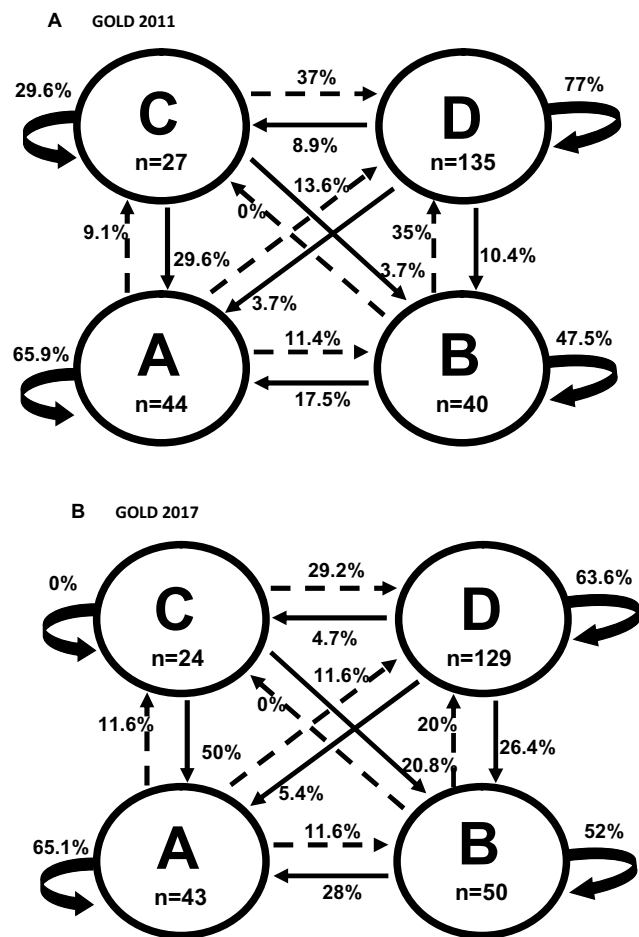 A GOLD 2011
37%
29.6% 77%
C D
8.9%
n=27 n=135
13.6%
0%
9.1% 35%
29.6% 10.4%
3.7% 3.7%
11.4%
65.9% 47.5%
A B
n=44 n=40
17.5%
B GOLD 2017
29.2%
0% 63.6%
C D
4.7%
n=24 n=129
11.6%
0%
11.6% 20%
50% 26.4%
5.4% 20.8%
11.6%
65.1% 52%
A B
28%
n=43 n=50